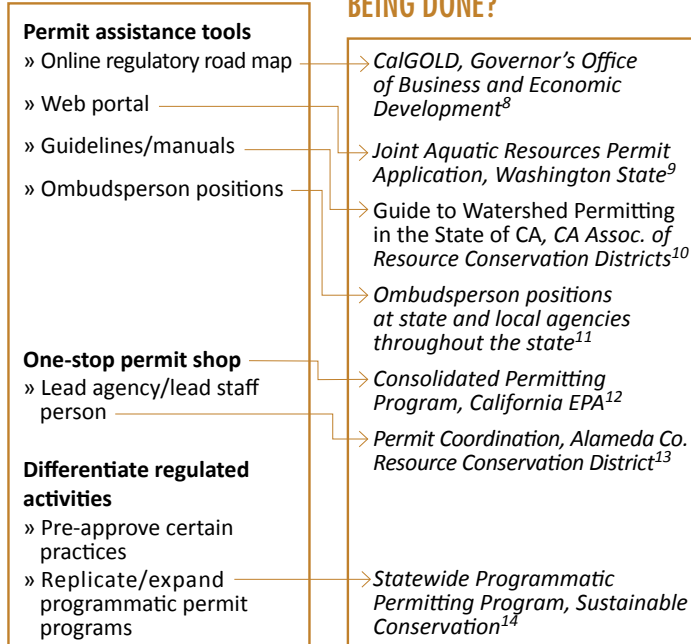 BEING DONE?
Permit assistance tools
» Online regulatory road map
» Web portal
» Guidelines/manuals
» Ombudsperson positions
One-stop permit shop
» Lead agency/lead staff
person
Differentiate regulated
activities
» Pre-approve certain
practices
» Replicate/expand
programmatic permit
programs
CalGOLD, Governor's Office
of Business and Economic
Development8
Joint Aquatic Resources Permit
Application, Washington State9
Guide to Watershed Permitting
in the State of CA, CA Assoc. of
Resource Conservation Districts10
Ombudsperson positions
at state and local agencies
throughout the state11
Consolidated Permitting
Program, California EPA12
Permit Coordination, Alameda Co.
Resource Conservation District13
Statewide Programmatic
Permitting Program, Sustainable
Conservation14